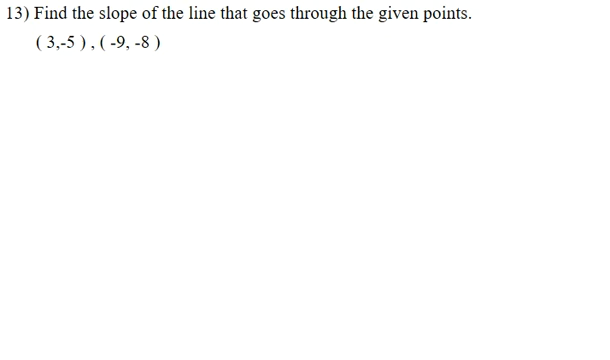 13) Find the slope of the line that goes through the given points.
( 3,-5 ) , ( -9, -8 )